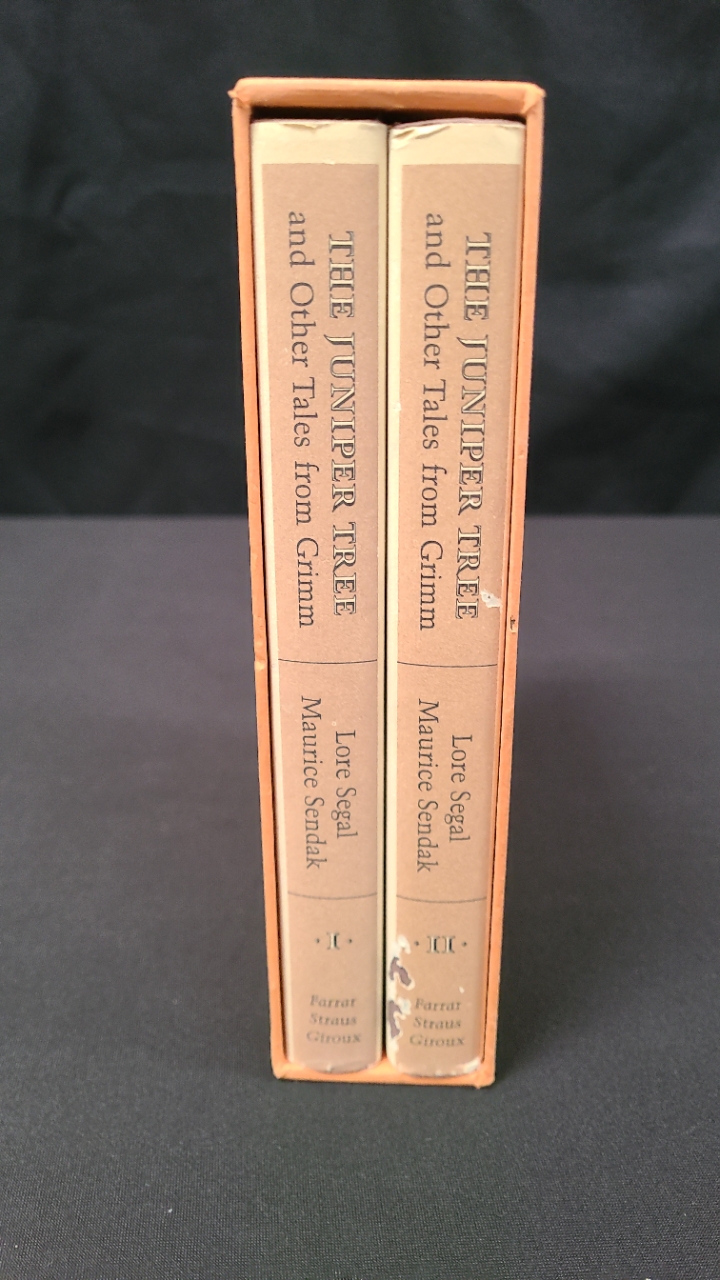 THE JUNIPER TREE
and Other Tales from Grimm
Lore Segal
Maurice Sendak
· I ·
Farrar
Straus
Giroux
THE JUNIPER TREE
and Other Tales from Grimm
Lore Segal
Maurice Sendak
· II ·
Farrar
Straus
Giroux